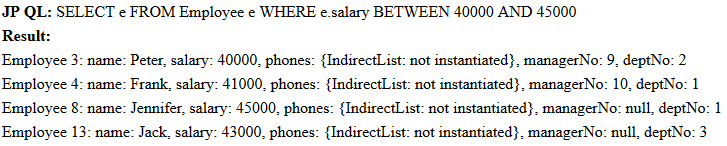 JP QL: SELECT e FROM Employee e WHERE e.salary BETWEEN 40000 AND 45000
Result:
Employee 3: name: Peter, salary: 40000, phones: {IndirectList: not instantiated}, managerNo: 9, deptNo: 2
Employee 4: name: Frank, salary: 41000, phones: {IndirectList: not instantiated}, managerNo: 10, deptNo: 1
Employee 8: name: Jennifer, salary: 45000, phones: {IndirectList: not instantiated}, managerNo: null, deptNo: 1
Employee 13: name: Jack, salary: 43000, phones: {IndirectList: not instantiated}, managerNo: null, deptNo: 3